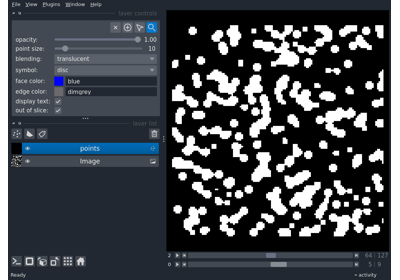 File View Plugins Window Help
layer controls
opacity: 1.00
point size: 10
blending: translucent
symbol: disc
face color: blue
edge color: dimgrey
display text:
out of slice:
layer list
points
Image
2 64 127
0 5 9
Ready activity